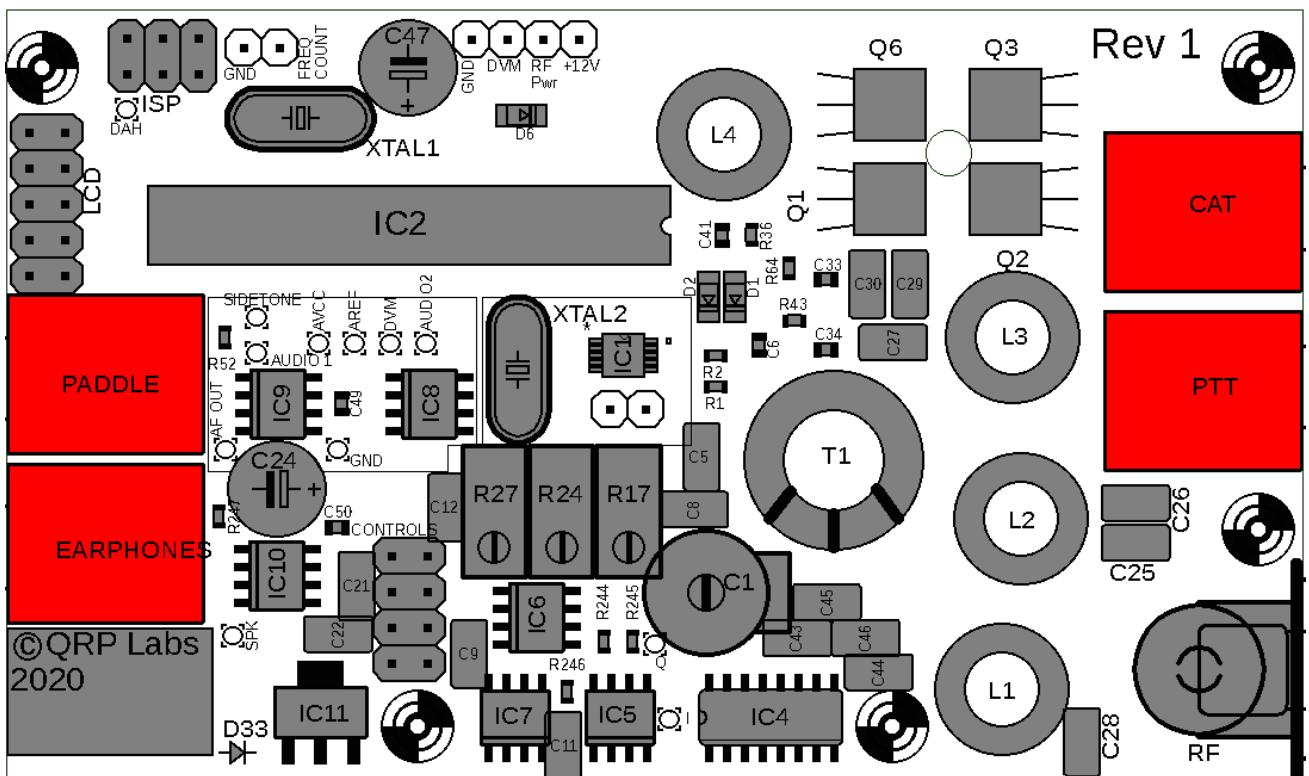 C47
GND
DVM
RF
Pwr
+12V
FREQ
COUNT
GND
Q6
Q3
Rev 1
ISP
DAH
D6
XTAL1
L4
LCD
IC2
Q1
CAT
C41
R36
R64
C33
C30
C29
Q2
D2
D1
SIDETONE
AVCC
AREF
DVM
AUDIO2
XTAL2
*
R43
C34
C6
C27
L3
R52
AUDIO 1
IC1
R2
R1
PADDLE
PTT
IC9
C49
IC8
AF OUT
GND
C24
+
C5
T1
R27
R24
R17
C12
C8
R247
C50
CONTROLS
L2
C26
C25
EARPHONES
IC10
C21
C1
C45
IC6
R244
R245
C22
SPK
C9
Q
C43
C46
C44
©QRP Labs
2020
R246
L1
IC11
IC7
IC5
I
IC4
D33
C11
C28
RF
+